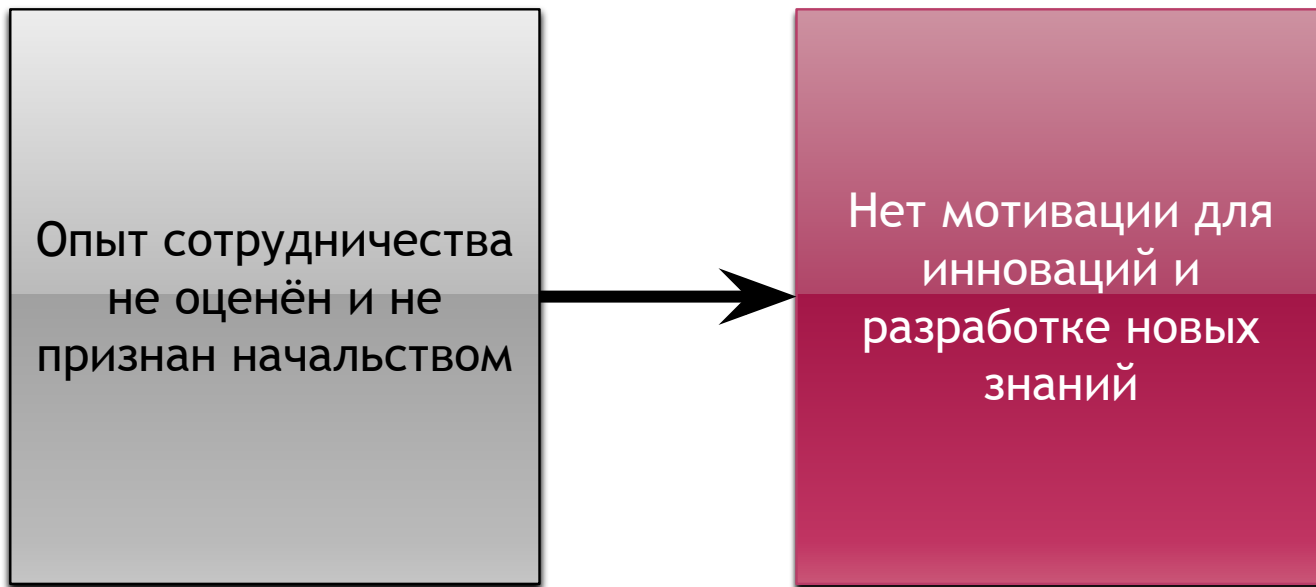 Опыт сотрудничества
не оценён и не
признан начальством
Нет мотивации для
инноваций и
разработке новых
знаний